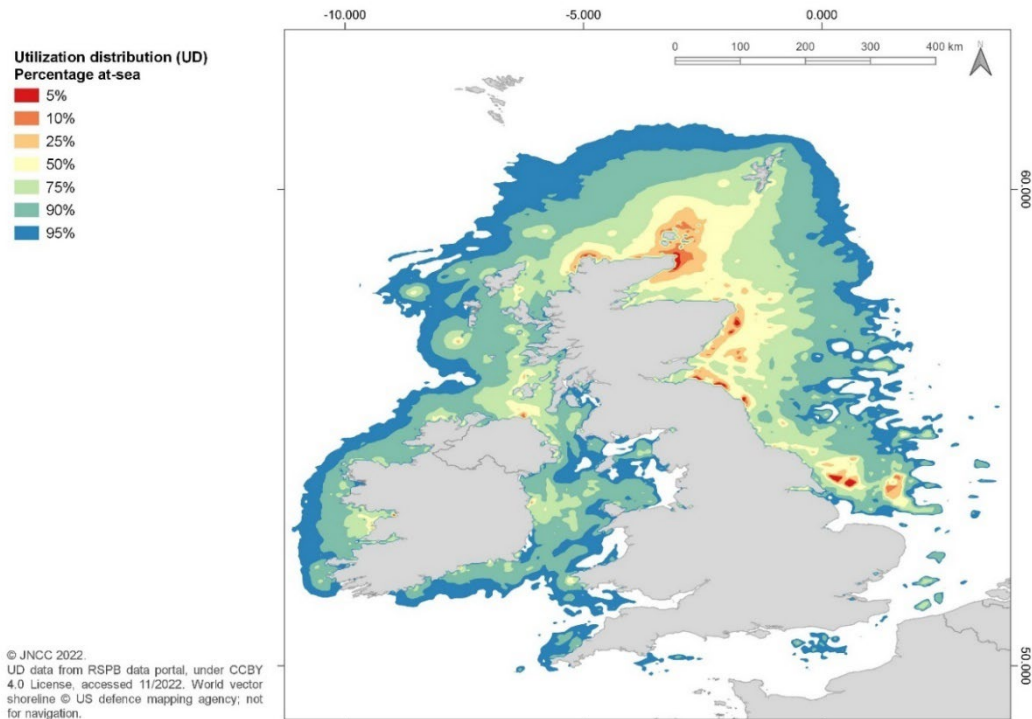 -10.000 -5.000 0.000
Utilization distribution (UD)
Percentage at-sea
5%
10%
25%
50%
75%
90%
95%
0 100 200 300 400 km
N
60.000
50.000
© JNCC 2022.
UD data from RSPB data portal, under CCBY
4.0 License, accessed 11/2022. World vector
shoreline © US defence mapping agency; not
for navigation.